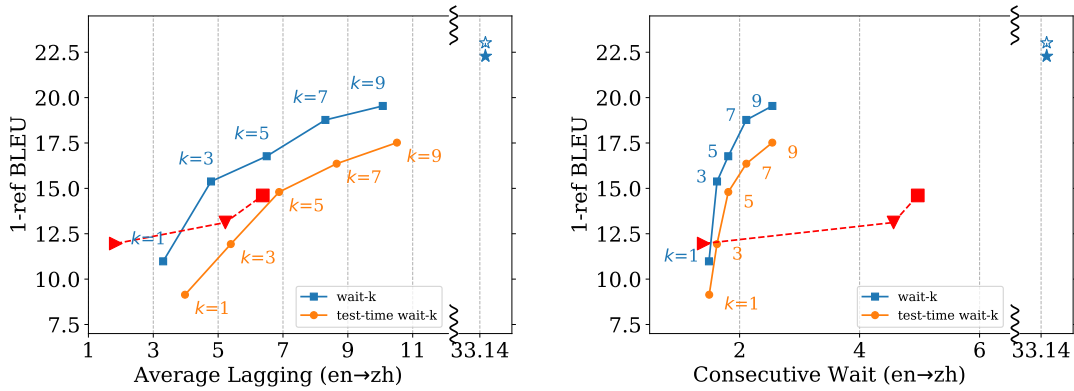 1-ref BLEU
22.5
20.0
17.5
15.0
12.5
10.0
7.5
k=1
k=3
k=5
k=7
k=9
k=1
k=3
k=5
k=7
k=9
wait-k
test-time wait-k
1 3 5 7 9 11 33.14
Average Lagging (en→zh)
1-ref BLEU
22.5
20.0
17.5
15.0
12.5
10.0
7.5
k=1
3
5
7
9
k=1
3
5
7
9
wait-k
test-time wait-k
2 4 6 33.14
Consecutive Wait (en→zh)